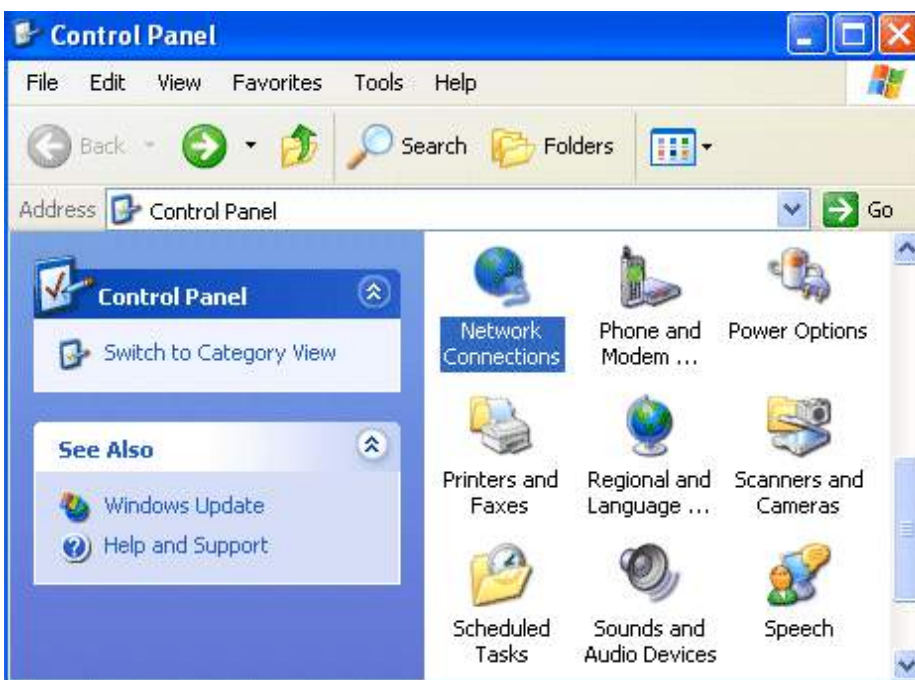 Control Panel
File Edit View Favorites Tools Help
Back Search Folders
Address Control Panel Go
Control Panel
Switch to Category View
See Also
Windows Update
Help and Support
Network
Connections
Phone and
Modem ...
Power Options
Printers and
Faxes
Regional and
Language ...
Scanners and
Cameras
Scheduled
Tasks
Sounds and
Audio Devices
Speech